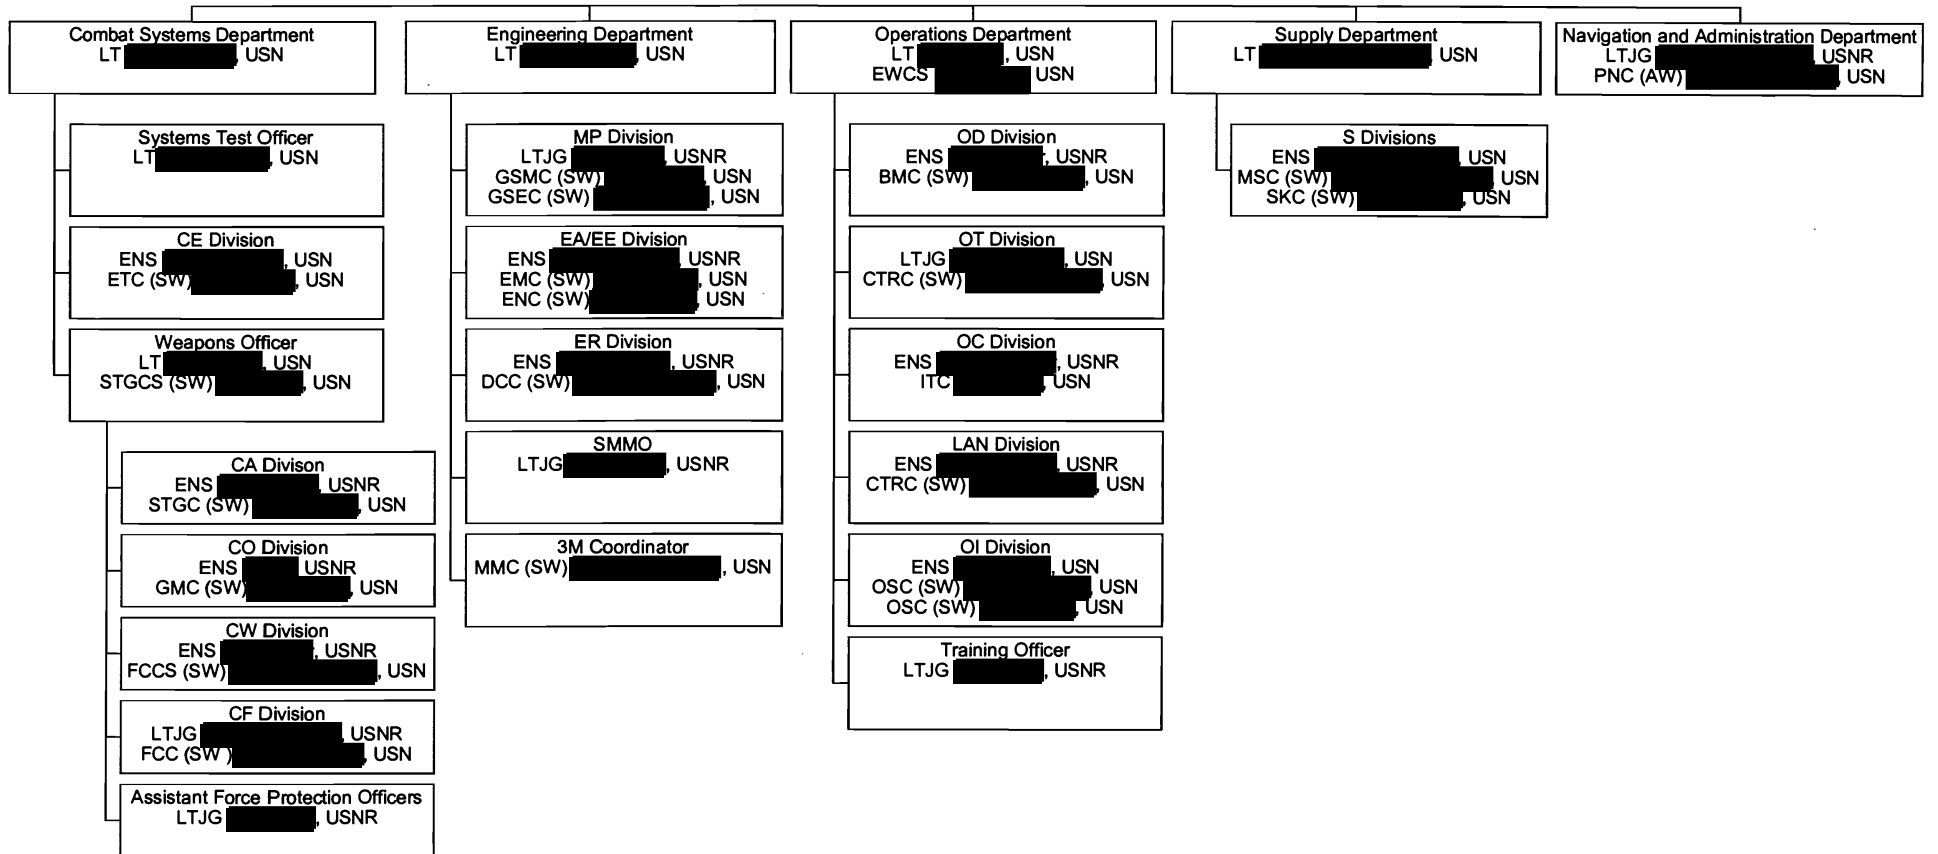 Combat Systems Department
LT , USN
Engineering Department
LT , USN
Operations Department
LT , USN
EWCS USN
Supply Department
LT , USN
Navigation and Administration Department
LTJG , USNR
PNC (AW) , USN
Systems Test Officer
LT , USN
CE Division
ENS , USN
ETC (SW) , USN
Weapons Officer
LT , USN
STGCS (SW) , USN
CA Divison
ENS , USNR
STGC (SW) , USN
CO Division
ENS USNR
GMC (SW) , USN
CW Division
ENS , USNR
FCCS (SW) , USN
CF Division
LTJG , USNR
FCC (SW ) , USN
Assistant Force Protection Officers
LTJG , USNR
MP Division
LTJG , USNR
GSMC (SW) , USN
GSEC (SW) , USN
EA/EE Division
ENS , USNR
EMC (SW) , USN
ENC (SW) , USN
ER Division
ENS , USNR
DCC (SW) , USN
SMMO
LTJG , USNR
3M Coordinator
MMC (SW) , USN
OD Division
ENS , USNR
BMC (SW) , USN
OT Division
LTJG , USN
CTRC (SW) , USN
OC Division
ENS , USNR
ITC , USN
LAN Division
ENS , USNR
CTRC (SW) , USN
OI Division
ENS , USN
OSC (SW) , USN
OSC (SW) , USN
Training Officer
LTJG , USNR
S Divisions
ENS , USN
MSC (SW) , USN
SKC (SW) , USN